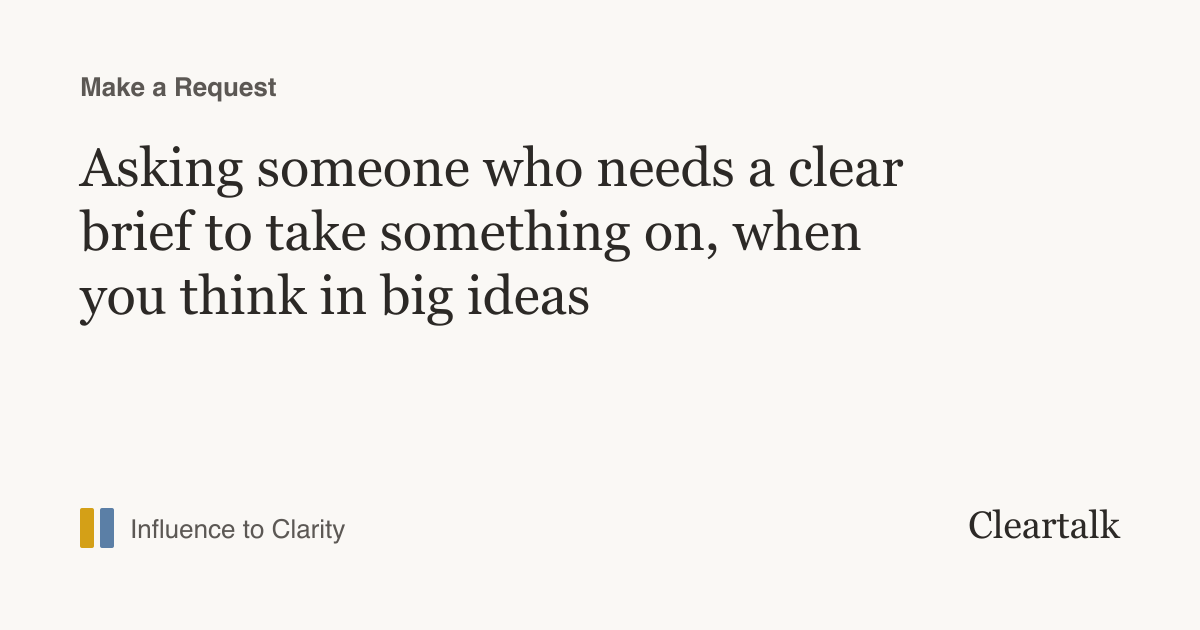 Make a Request
Asking someone who needs a clear
brief to take something on, when
you think in big ideas
Influence to Clarity
Cleartalk